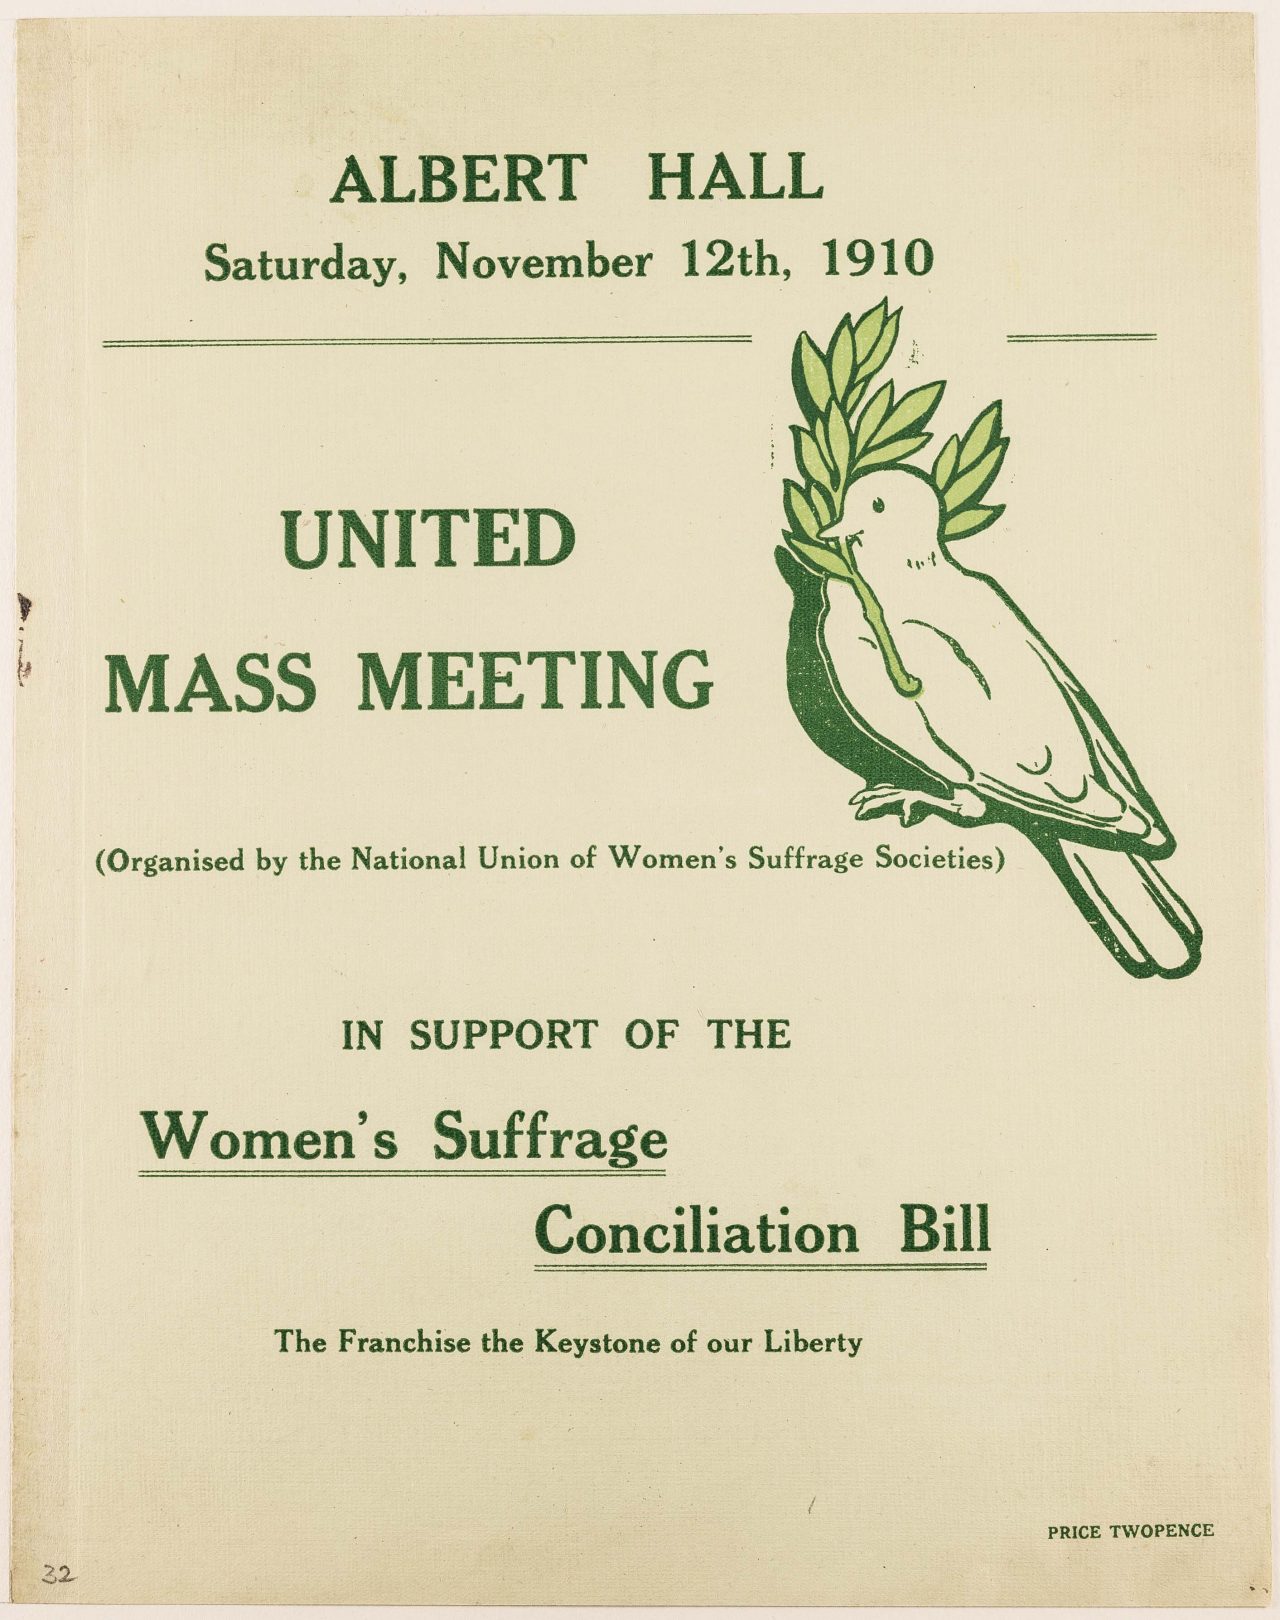 ALBERT HALL
Saturday, November 12th, 1910
UNITED
MASS MEETING
(Organised by the National Union of Women's Suffrage Societies)
IN SUPPORT OF THE
Women's Suffrage
Conciliation Bill
The Franchise the Keystone of our Liberty
PRICE TWOPENCE
32